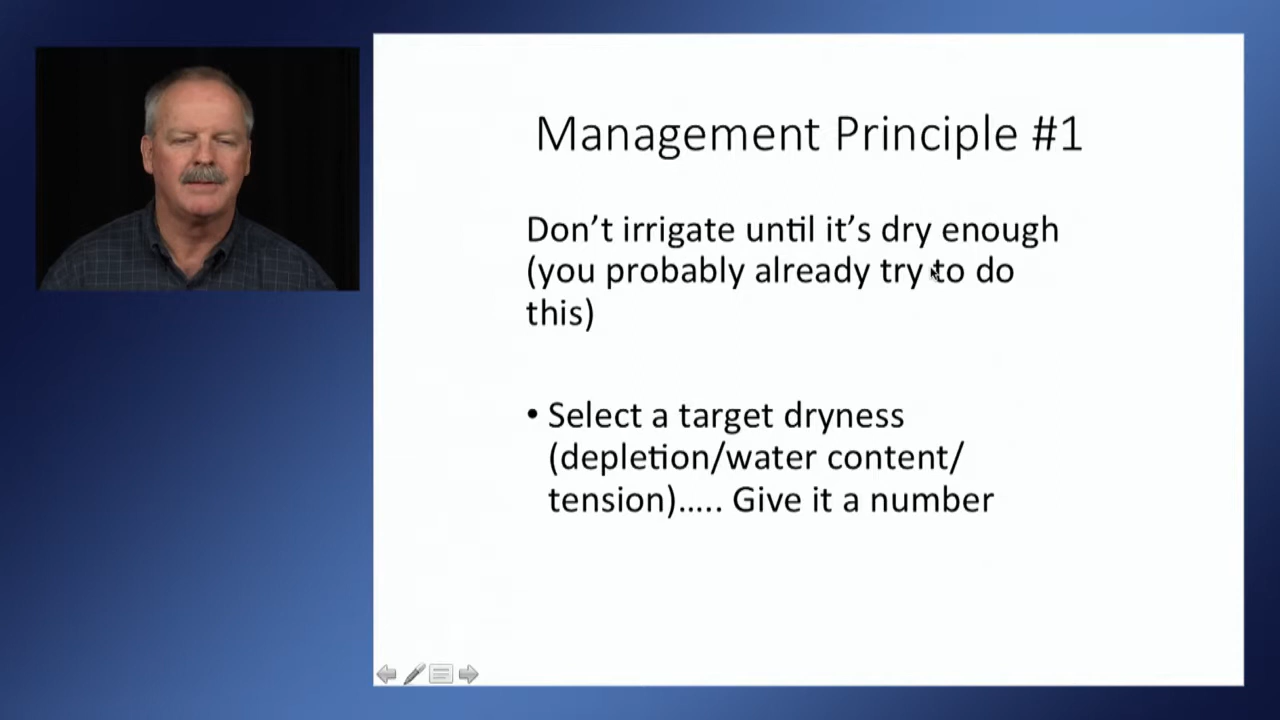 Management Principle #1
Don’t irrigate until it’s dry enough
(you probably already try to do
this)
• Select a target dryness
(depletion/water content/
tension)..... Give it a number